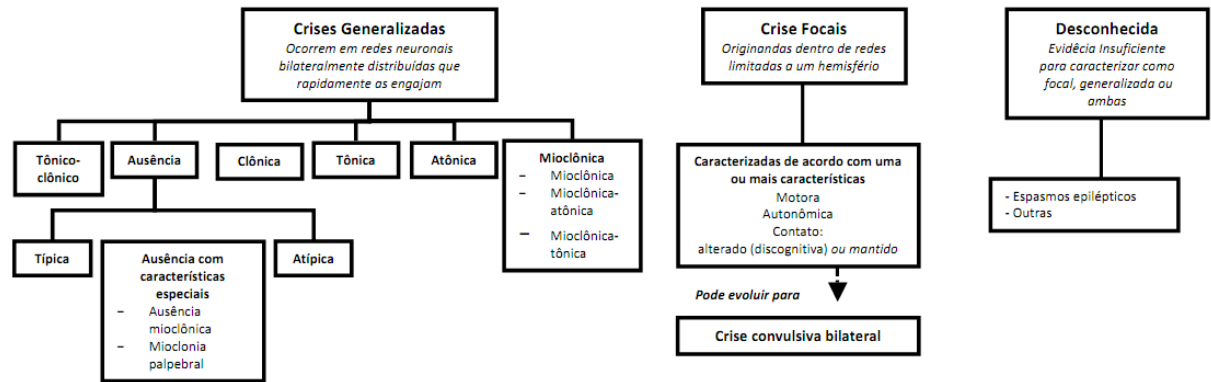 Crises Generalizadas
Ocorrem em redes neuronais
bilateralmente distribuídas que
rapidamente as engajam
Tônico-
clônico
Ausência
Clônica
Tônica
Atônica
Mioclônica
– Mioclônica
– Mioclônica-
atônica
– Mioclônica-
tônica
Típica
Ausência com
características
especiais
– Ausência
mioclônica
– Mioclonia
palpebral
Atípica
Crise Focais
Originandas dentro de redes
limitadas a um hemisfério
Caracterizadas de acordo com uma
ou mais características
Motora
Autonômica
Contato:
alterado (discognitiva) ou mantido
Pode evoluir para
Crise convulsiva bilateral
Desconhecida
Evidêcia Insuficiente
para caracterizar como
focal, generalizada ou
ambas
- Espasmos epilépticos
- Outras